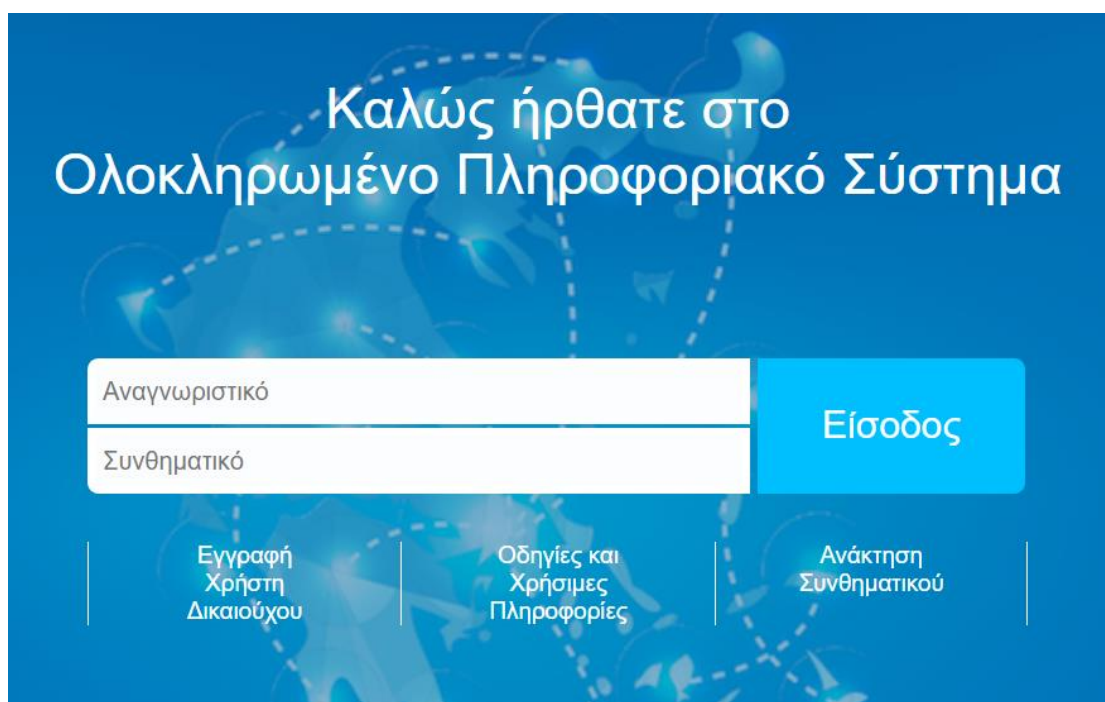 Καλώς ήρθατε στο
Ολοκληρωμένο Πληροφοριακό Σύστημα
Αναγνωριστικό
Συνθηματικό
Είσοδος
Εγγραφή
Χρήστη
Δικαιούχου
Οδηγίες και
Χρήσιμες
Πληροφορίες
Ανάκτηση
Συνθηματικού